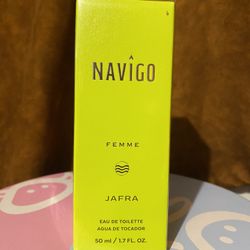 NAVIGO
FEMME
JAFRA
EAU DE TOILETTE
AGUA DE TOCADOR
50 ml / 1.7 FL. OZ.